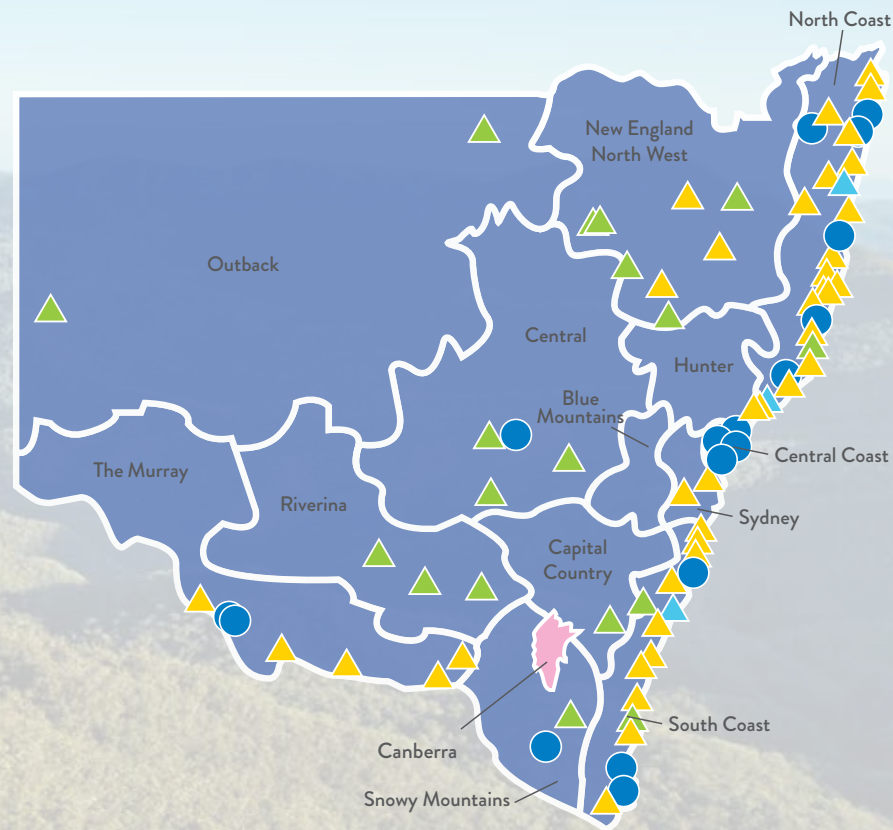 North Coast
New England
North West
Outback
Central
Hunter
Blue
Mountains
Central Coast
The Murray
Riverina
Sydney
Capital
Country
South Coast
Canberra
Snowy Mountains